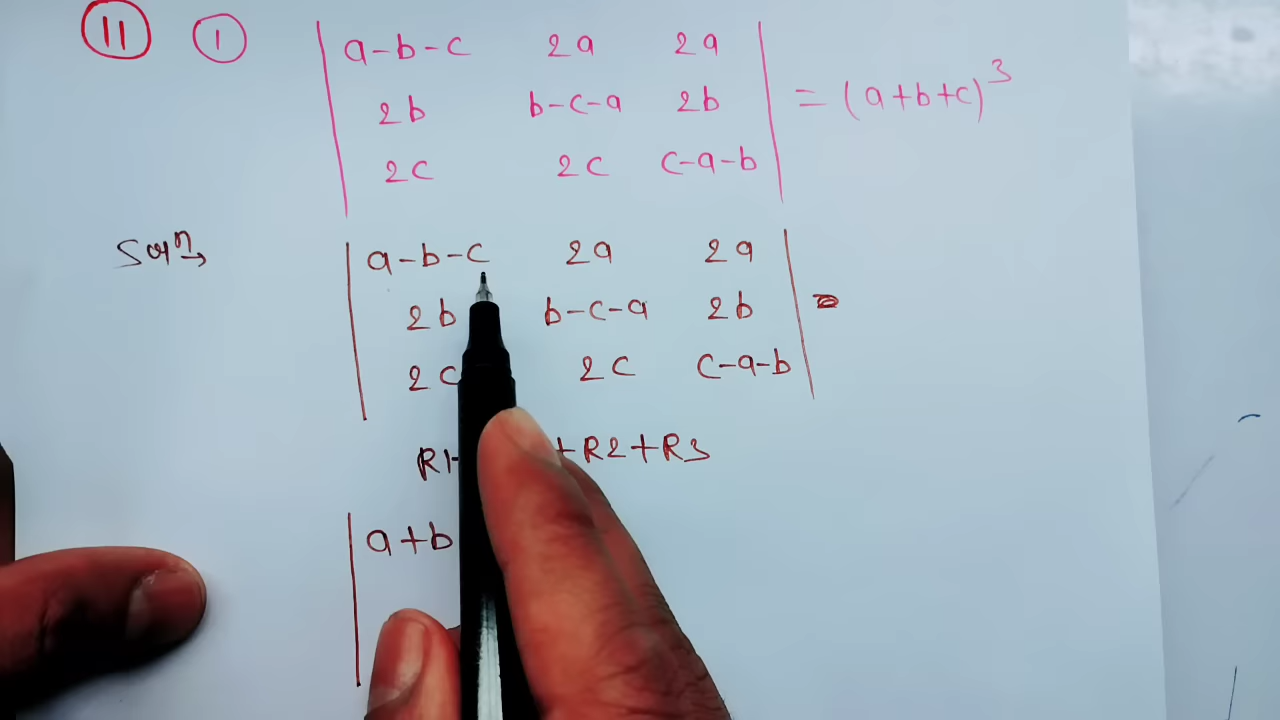 11 1
a-b-c 2a 2a
2b b-c-a 2b = (a+b+c)^3
2c 2c c-a-b
Solⁿ→
a-b-c 2a 2a
2b b-c-a 2b =
2c 2c c-a-b
R1 +R2+R3
a+b